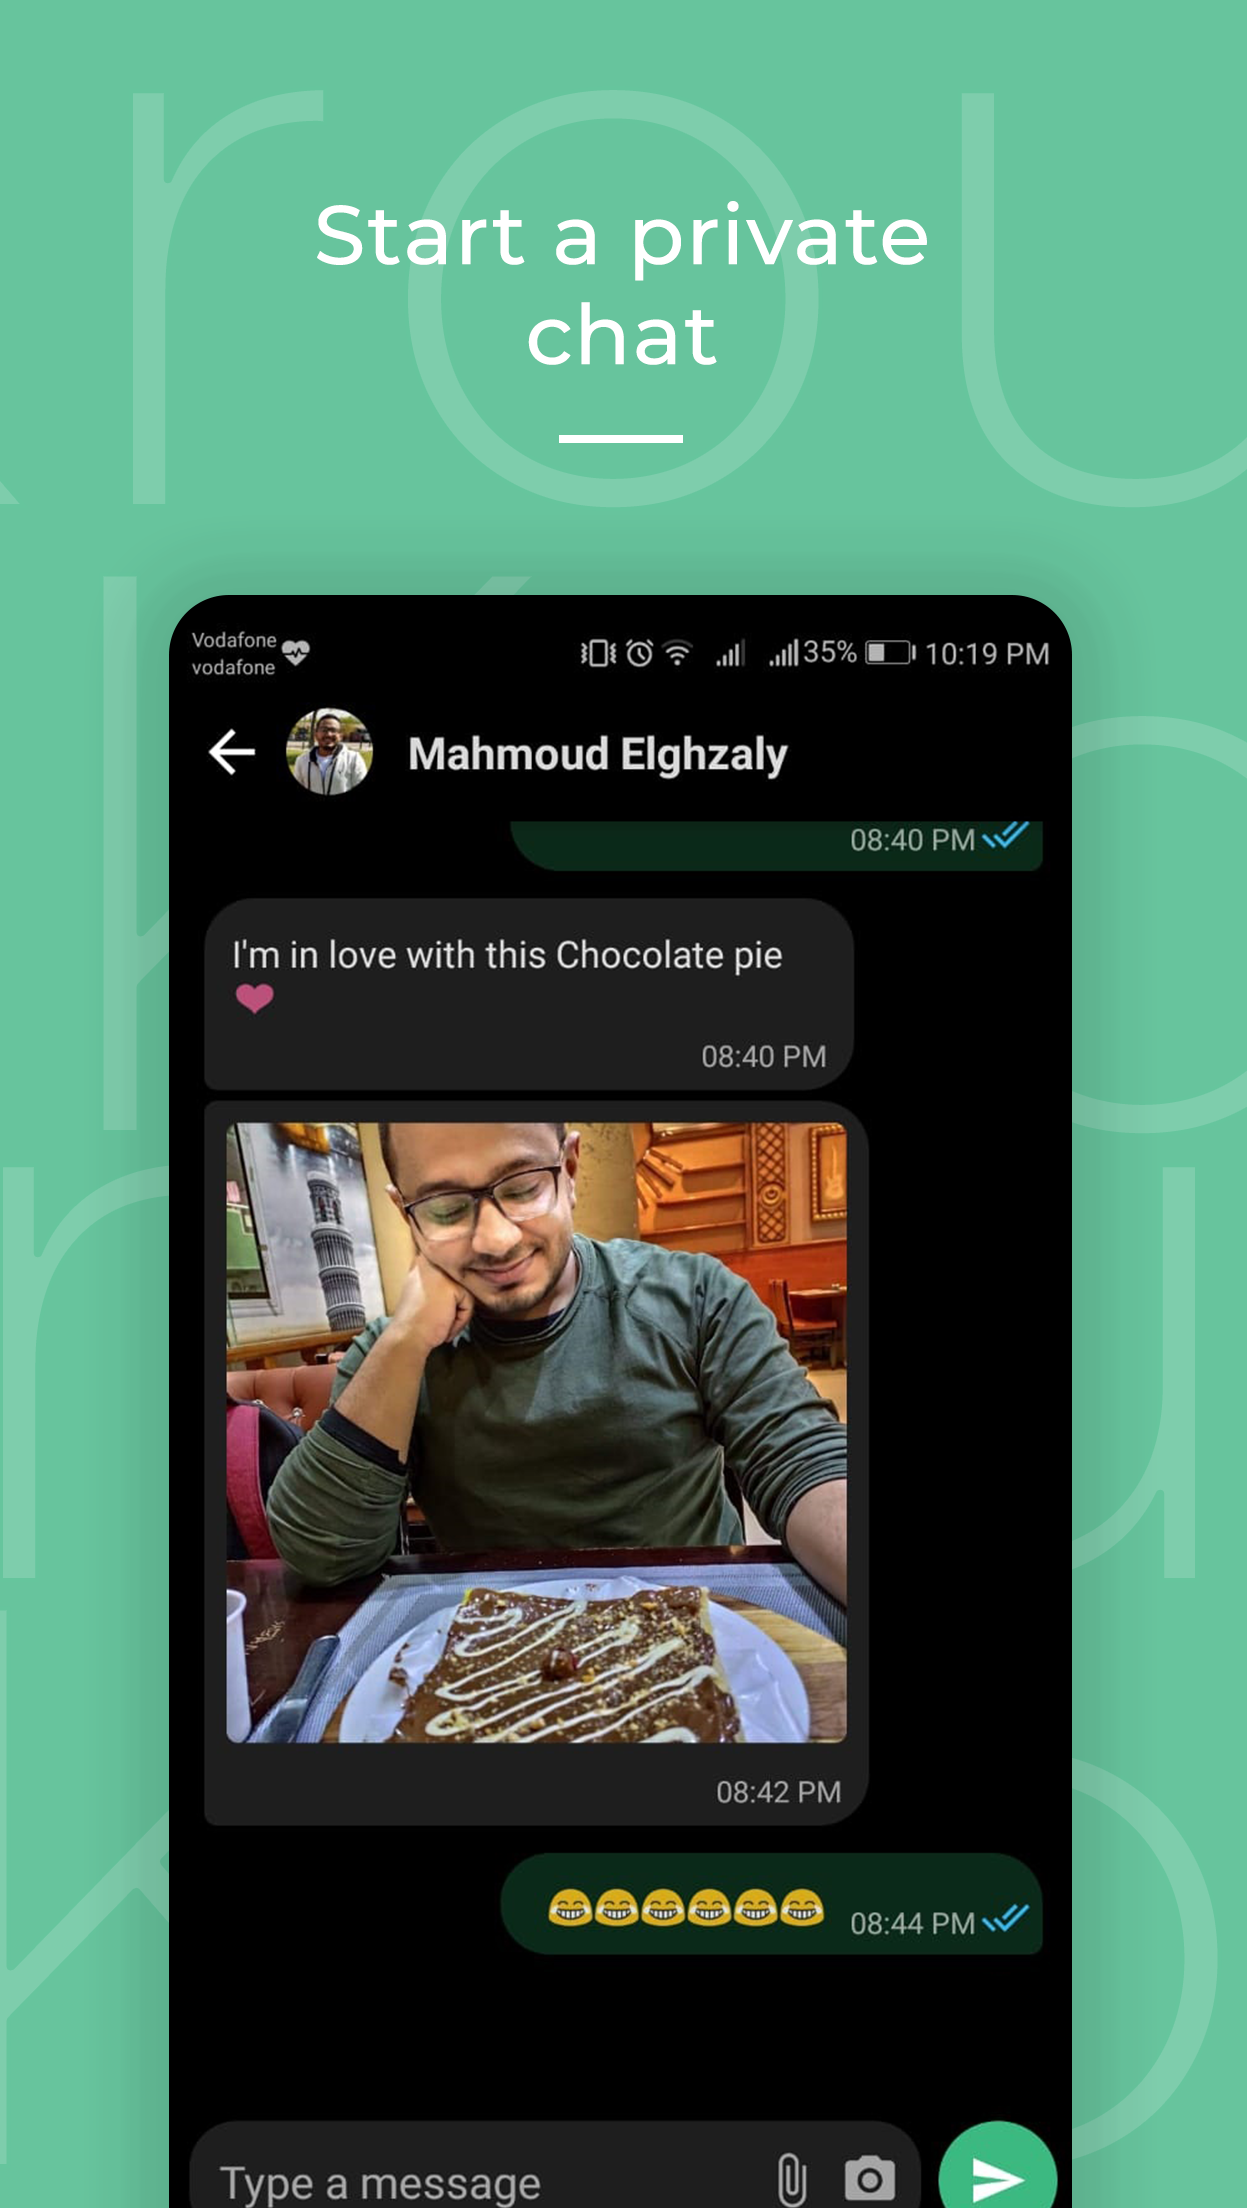 Start a private
chat
Vodafone
vodafone
35% 10:19 PM
Mahmoud Elghzaly
08:40 PM
I'm in love with this Chocolate pie
❤
08:40 PM
08:42 PM
😂😂😂😂😂😂 08:44 PM
Type a message